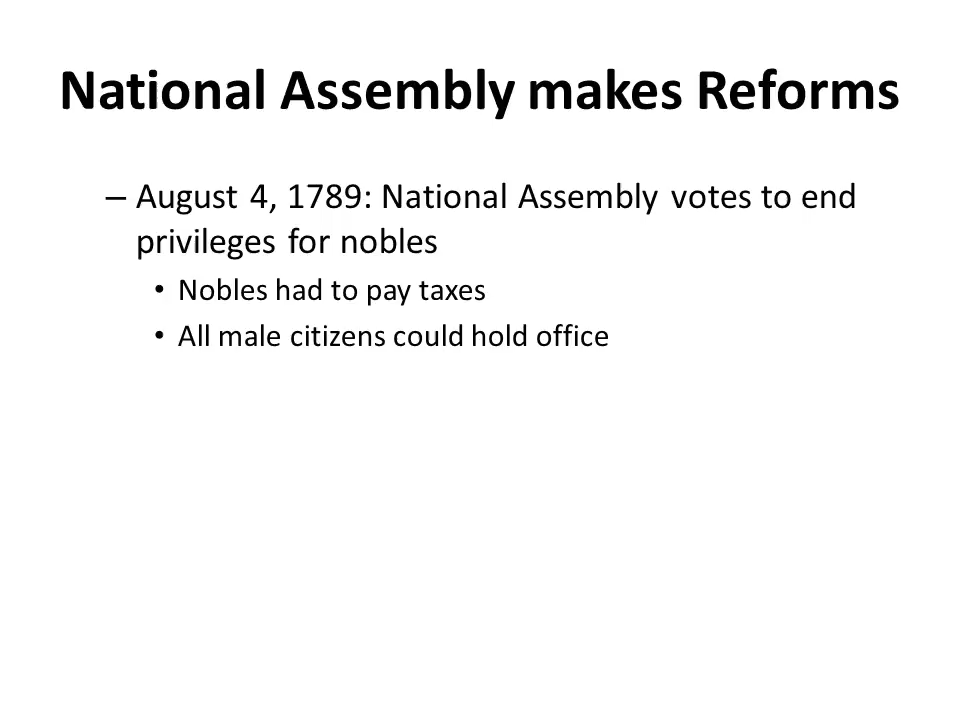 National Assembly makes Reforms
– August 4, 1789: National Assembly votes to end
privileges for nobles
• Nobles had to pay taxes
• All male citizens could hold office